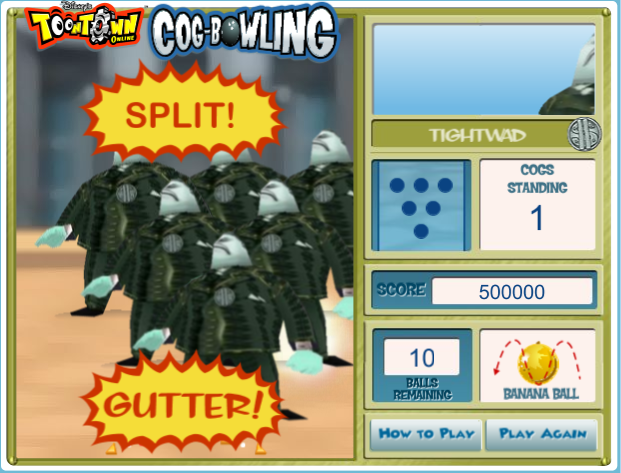 Disney's
TOONTOWN
ONLINE
COG-BOWLING
SPLIT!
GUTTER!
TIGHTWAD
COGS
STANDING
1
SCORE 500000
10
BALLS
REMAINING
BANANA BALL
HOW TO PLAY
PLAY AGAIN